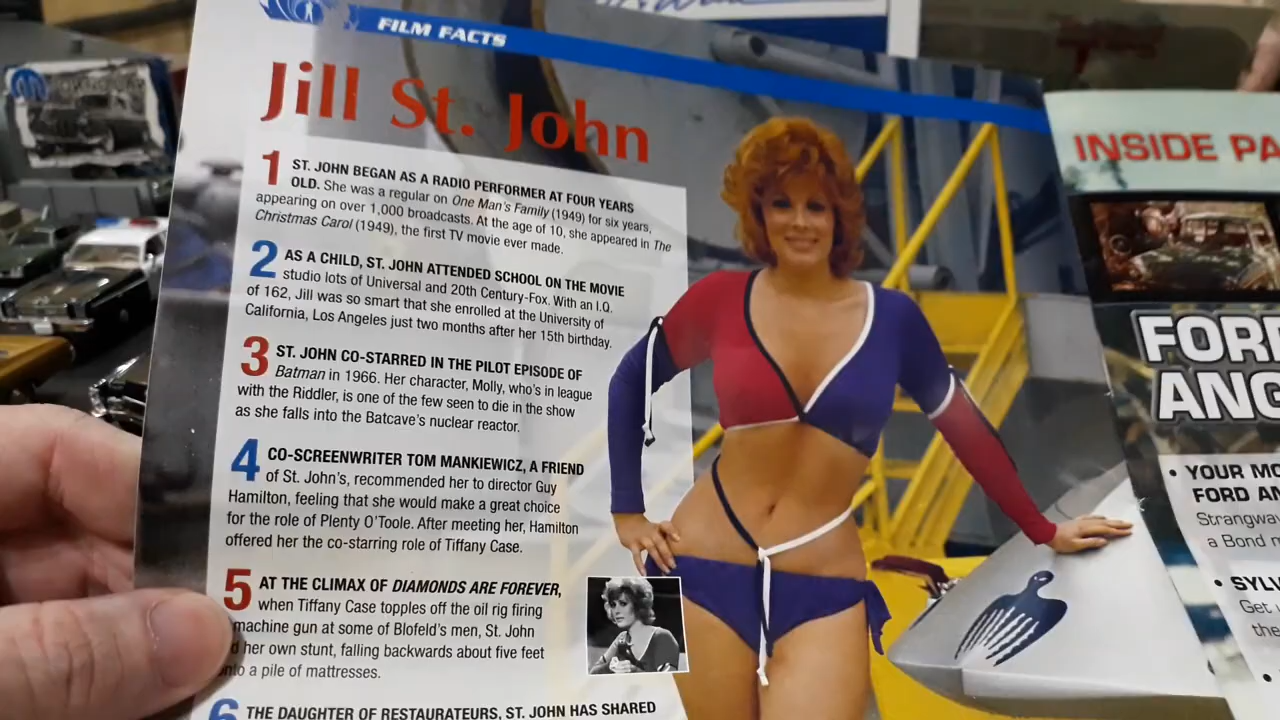 FILM FACTS
Jill St. John
1 ST. JOHN BEGAN AS A RADIO PERFORMER AT FOUR YEARS
OLD. She was a regular on One Man's Family (1949) for six years,
appearing on over 1,000 broadcasts. At the age of 10, she appeared in The
Christmas Carol (1949), the first TV movie ever made.
2 AS A CHILD, ST. JOHN ATTENDED SCHOOL ON THE MOVIE
studio lots of Universal and 20th Century-Fox. With an I.Q.
of 162, Jill was so smart that she enrolled at the University of
California, Los Angeles just two months after her 15th birthday.
3 ST. JOHN CO-STARRED IN THE PILOT EPISODE OF
Batman in 1966. Her character, Molly, who's in league
with the Riddler, is one of the few seen to die in the show
as she falls into the Batcave's nuclear reactor.
4 CO-SCREENWRITER TOM MANKIEWICZ, A FRIEND
of St. John's, recommended her to director Guy
Hamilton, feeling that she would make a great choice
for the role of Plenty O'Toole. After meeting her, Hamilton
offered her the co-starring role of Tiffany Case.
5 AT THE CLIMAX OF DIAMONDS ARE FOREVER,
when Tiffany Case topples off the oil rig firing
machine gun at some of Blofeld's men, St. John
her own stunt, falling backwards about five feet
a pile of mattresses.
6 THE DAUGHTER OF RESTAURATEURS, ST. JOHN HAS SHARED
INSIDE PA
FOR
ANG
• YOUR MO
FORD AN
Strangwa
a Bond
• SYL
Get
the